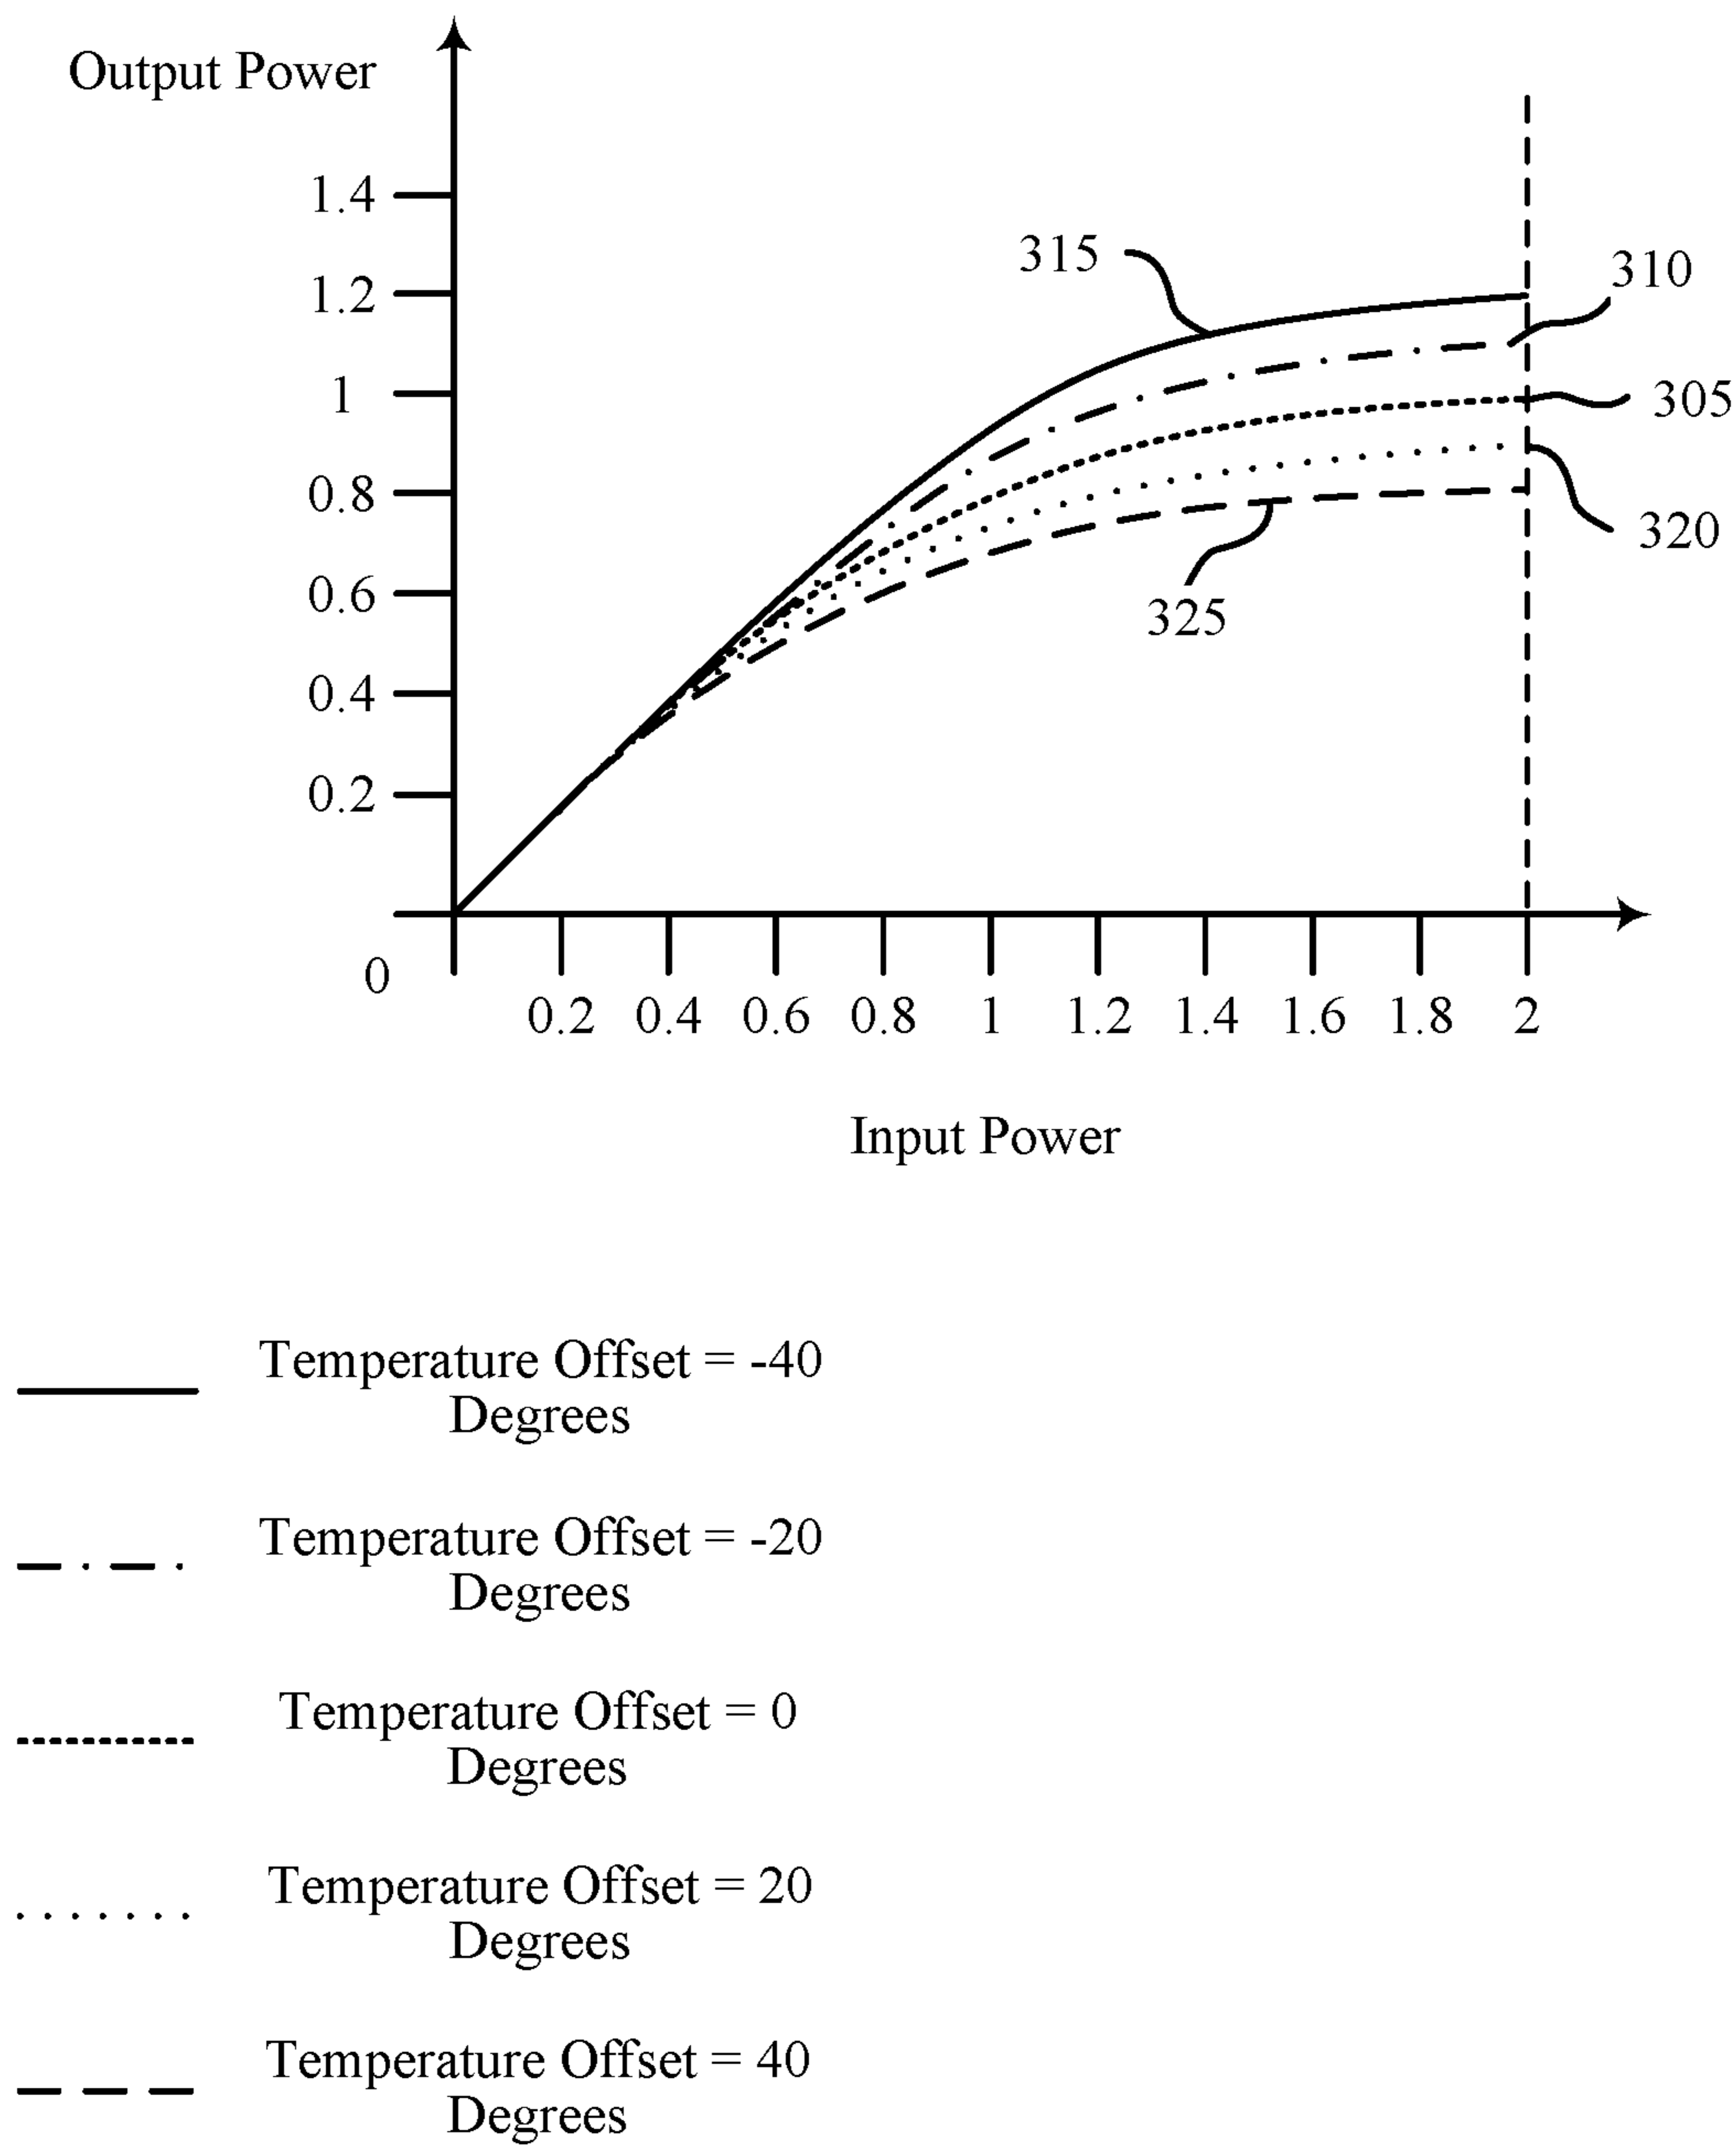 Output Power
1.4
1.2
1
0.8
0.6
0.4
0.2
0
315
310
305
320
325
0.2 0.4 0.6 0.8 1 1.2 1.4 1.6 1.8 2
Input Power
Temperature Offset = -40
Degrees
Temperature Offset = -20
Degrees
Temperature Offset = 0
Degrees
Temperature Offset = 20
Degrees
Temperature Offset = 40
Degrees